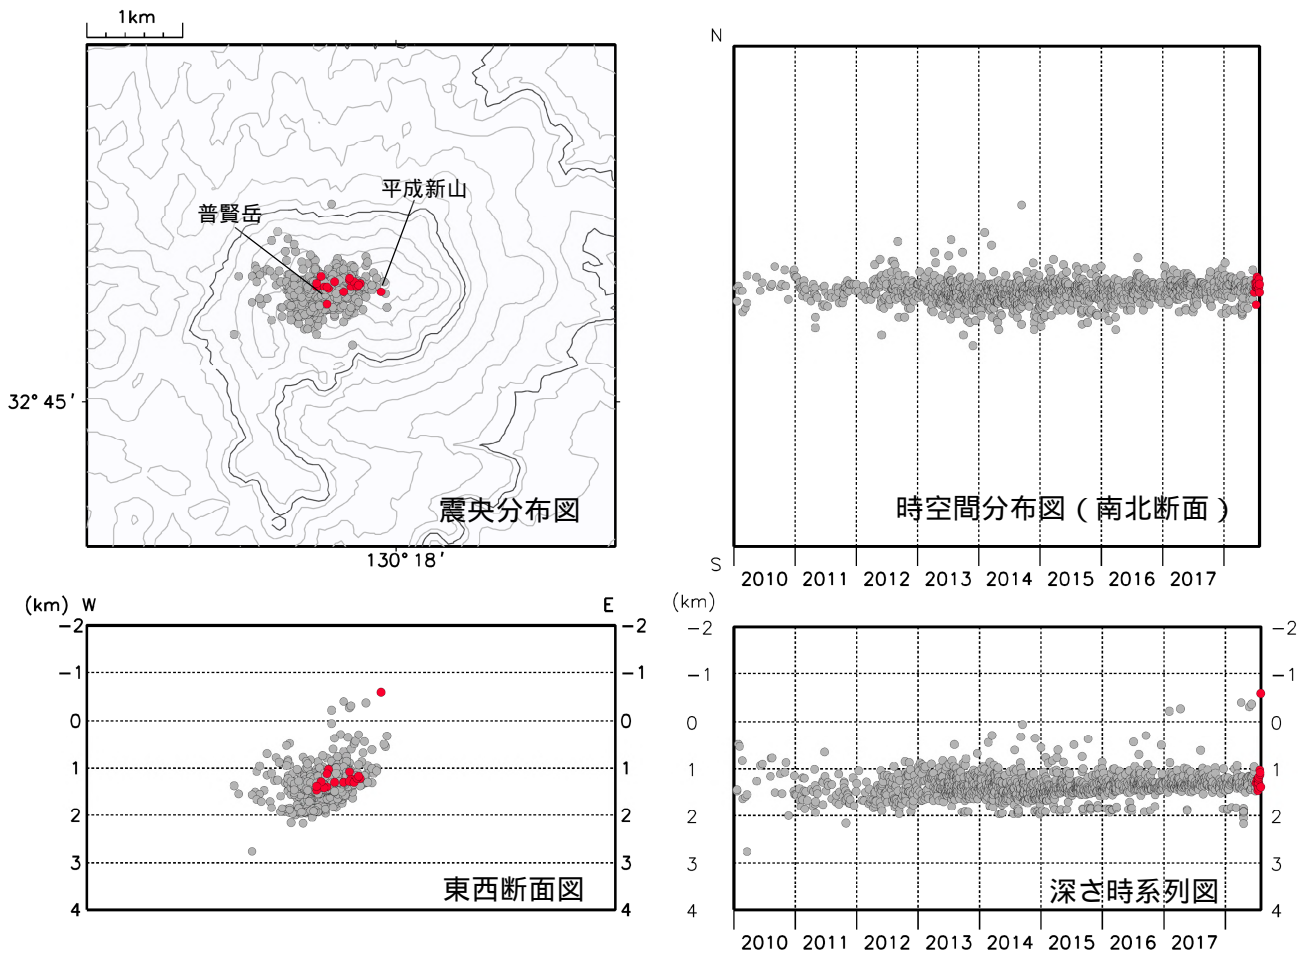 1km
普賢岳
平成新山
32°45′
震央分布図
130°18′
N
時空間分布図(南北断面)
S
2010 2011 2012 2013 2014 2015 2016 2017
(km) W E
-2 -2
-1 -1
0 0
1 1
2 2
3 3
4 4
東西断面図
(km)
-2 -2
-1 -1
0 0
1 1
2 2
3 3
4 4
深さ時系列図
2010 2011 2012 2013 2014 2015 2016 2017